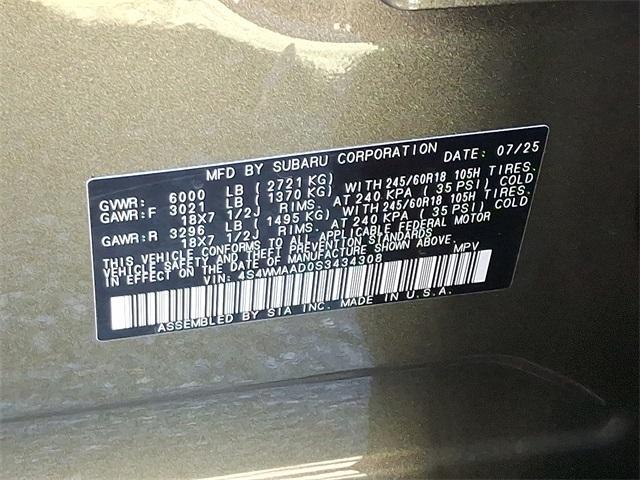 MFD BY SUBARU CORPORATION DATE: 07/25
GVWR: 6000 LB (2721 KG)
GAWR:F 3021 LB (1370 KG) WITH 245/60R18 105H TIRES.
18X7 1/2J RIMS. AT 240 KPA (35 PSI) COLD
GAWR:R 3296 LB (1495 KG) WITH 245/60R18 105H TIRES.
18X7 1/2J RIMS. AT 240 KPA (35 PSI) COLD
THIS VEHICLE CONFORMS TO ALL APPLICABLE FEDERAL MOTOR
VEHICLE SAFETY AND THEFT PREVENTION STANDARDS
IN EFFECT ON THE DATE OF MANUFACTURE SHOWN ABOVE.
VIN: 4S4WMAAD0S3434308 MPV
ASSEMBLED BY SIA INC. MADE IN U.S.A.